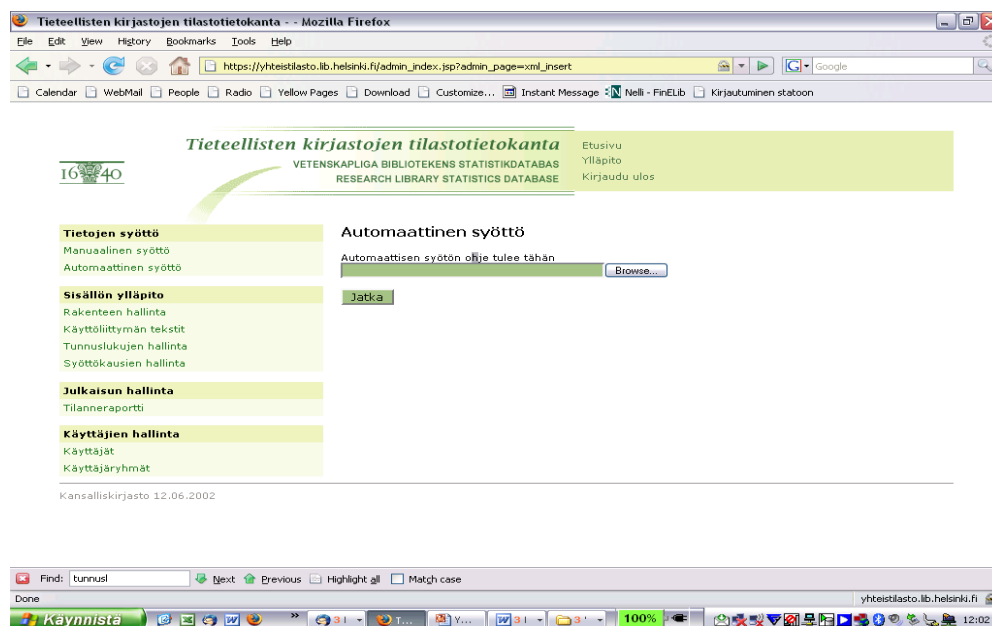 Tieteellisten kirjastojen tilastotietokanta - - Mozilla Firefox
File Edit View History Bookmarks Tools Help
https://yhteistilasto.lib.helsinki.fi/admin_index.jsp?admin_page=xml_insert
Google
Calendar WebMail People Radio Yellow Pages Download Customize... Instant Message Nelli - FinELib Kirjautuminen statoon
1640
Tieteellisten kirjastojen tilastotietokanta
VETENSKAPLIGA BIBLIOTEKENS STATISTIKDATABAS
RESEARCH LIBRARY STATISTICS DATABASE
Etusivu
Ylläpito
Kirjaudu ulos
Tietojen syöttö
Manuaalinen syöttö
Automaattinen syöttö
Sisällön ylläpito
Rakenteen hallinta
Käyttöliittymän tekstit
Tunnuslukujen hallinta
Syöttökausien hallinta
Julkaisun hallinta
Tilanneraportti
Käyttäjien hallinta
Käyttäjät
Käyttäjäryhmät
Automaattinen syöttö
Automaattisen syötön ohje tulee tähän
Browse...
Jatka
Kansalliskirjasto 12.06.2002
Find: tunnusl Next Previous Highlight all Match case
Done yhteistilasto.lib.helsinki.fi
Käynnistä » 3 I T... Y... 3 I 3 ' 100% 12:02